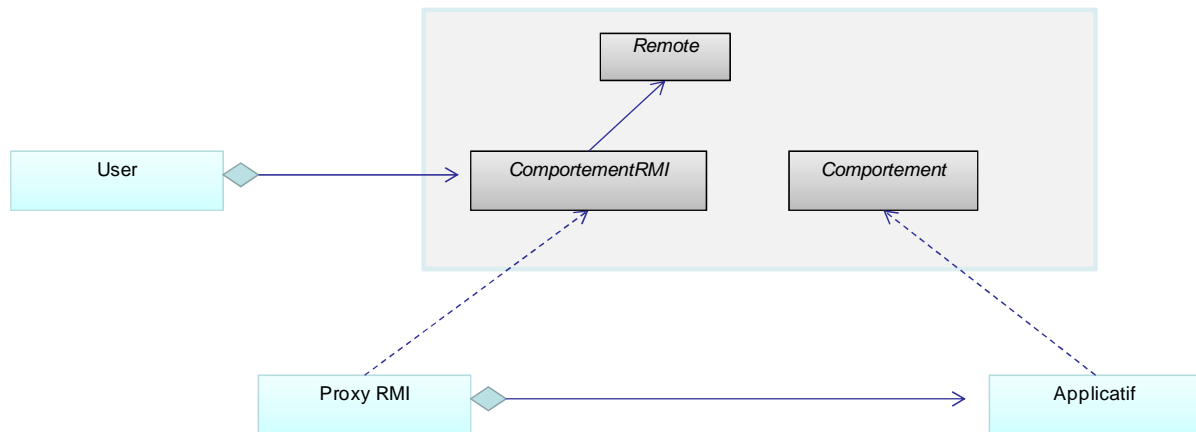 Remote
User
ComportementRMI
Comportement
Proxy RMI
Applicatif